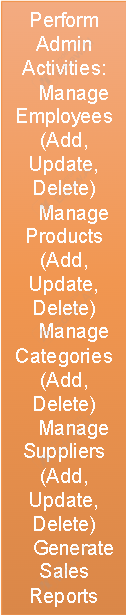 Perform
Admin
Activities:
Manage
Employees
(Add,
Update,
Delete)
Manage
Products
(Add,
Update,
Delete)
Manage
Categories
(Add,
Delete)
Manage
Suppliers
(Add,
Update,
Delete)
Generate
Sales
Reports